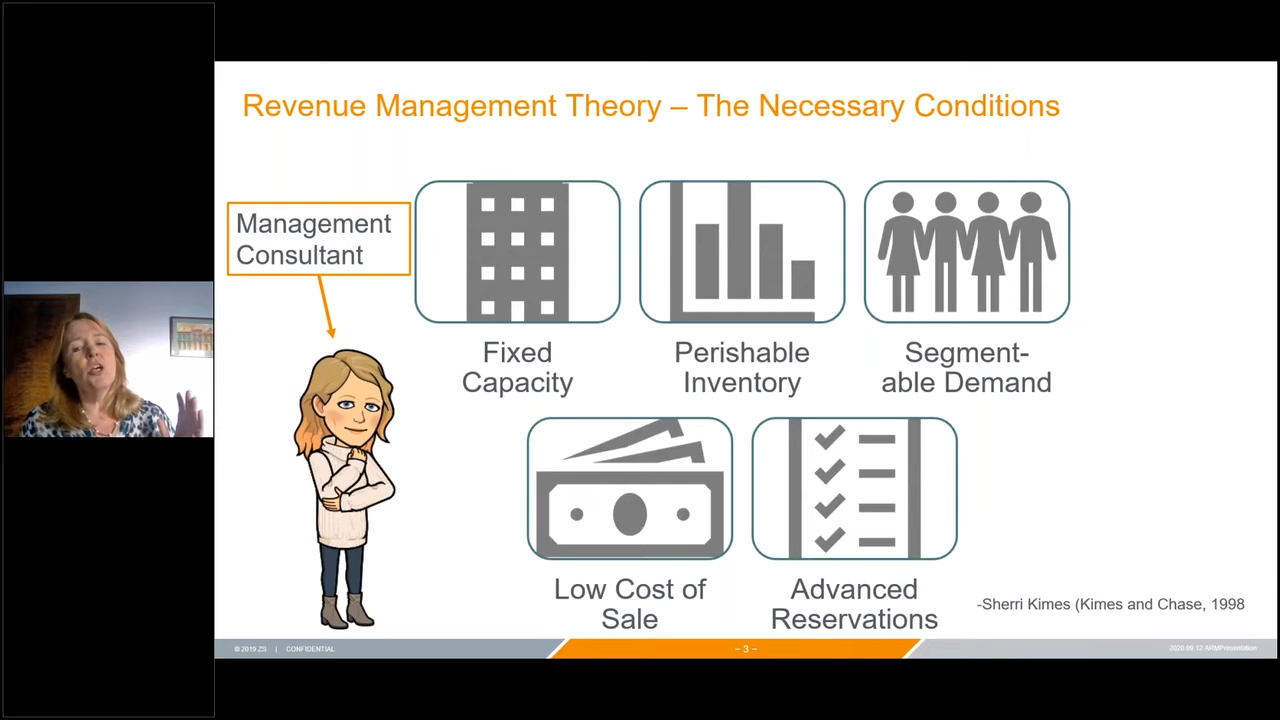 Revenue Management Theory – The Necessary Conditions
Management
Consultant
Fixed
Capacity
Perishable
Inventory
Segment-
able Demand
Low Cost of
Sale
Advanced
Reservations
-Sherri Kimes (Kimes and Chase, 1998
© 2019 ZS | CONFIDENTIAL
– 3 –
2020.09.12 ARMPresentation